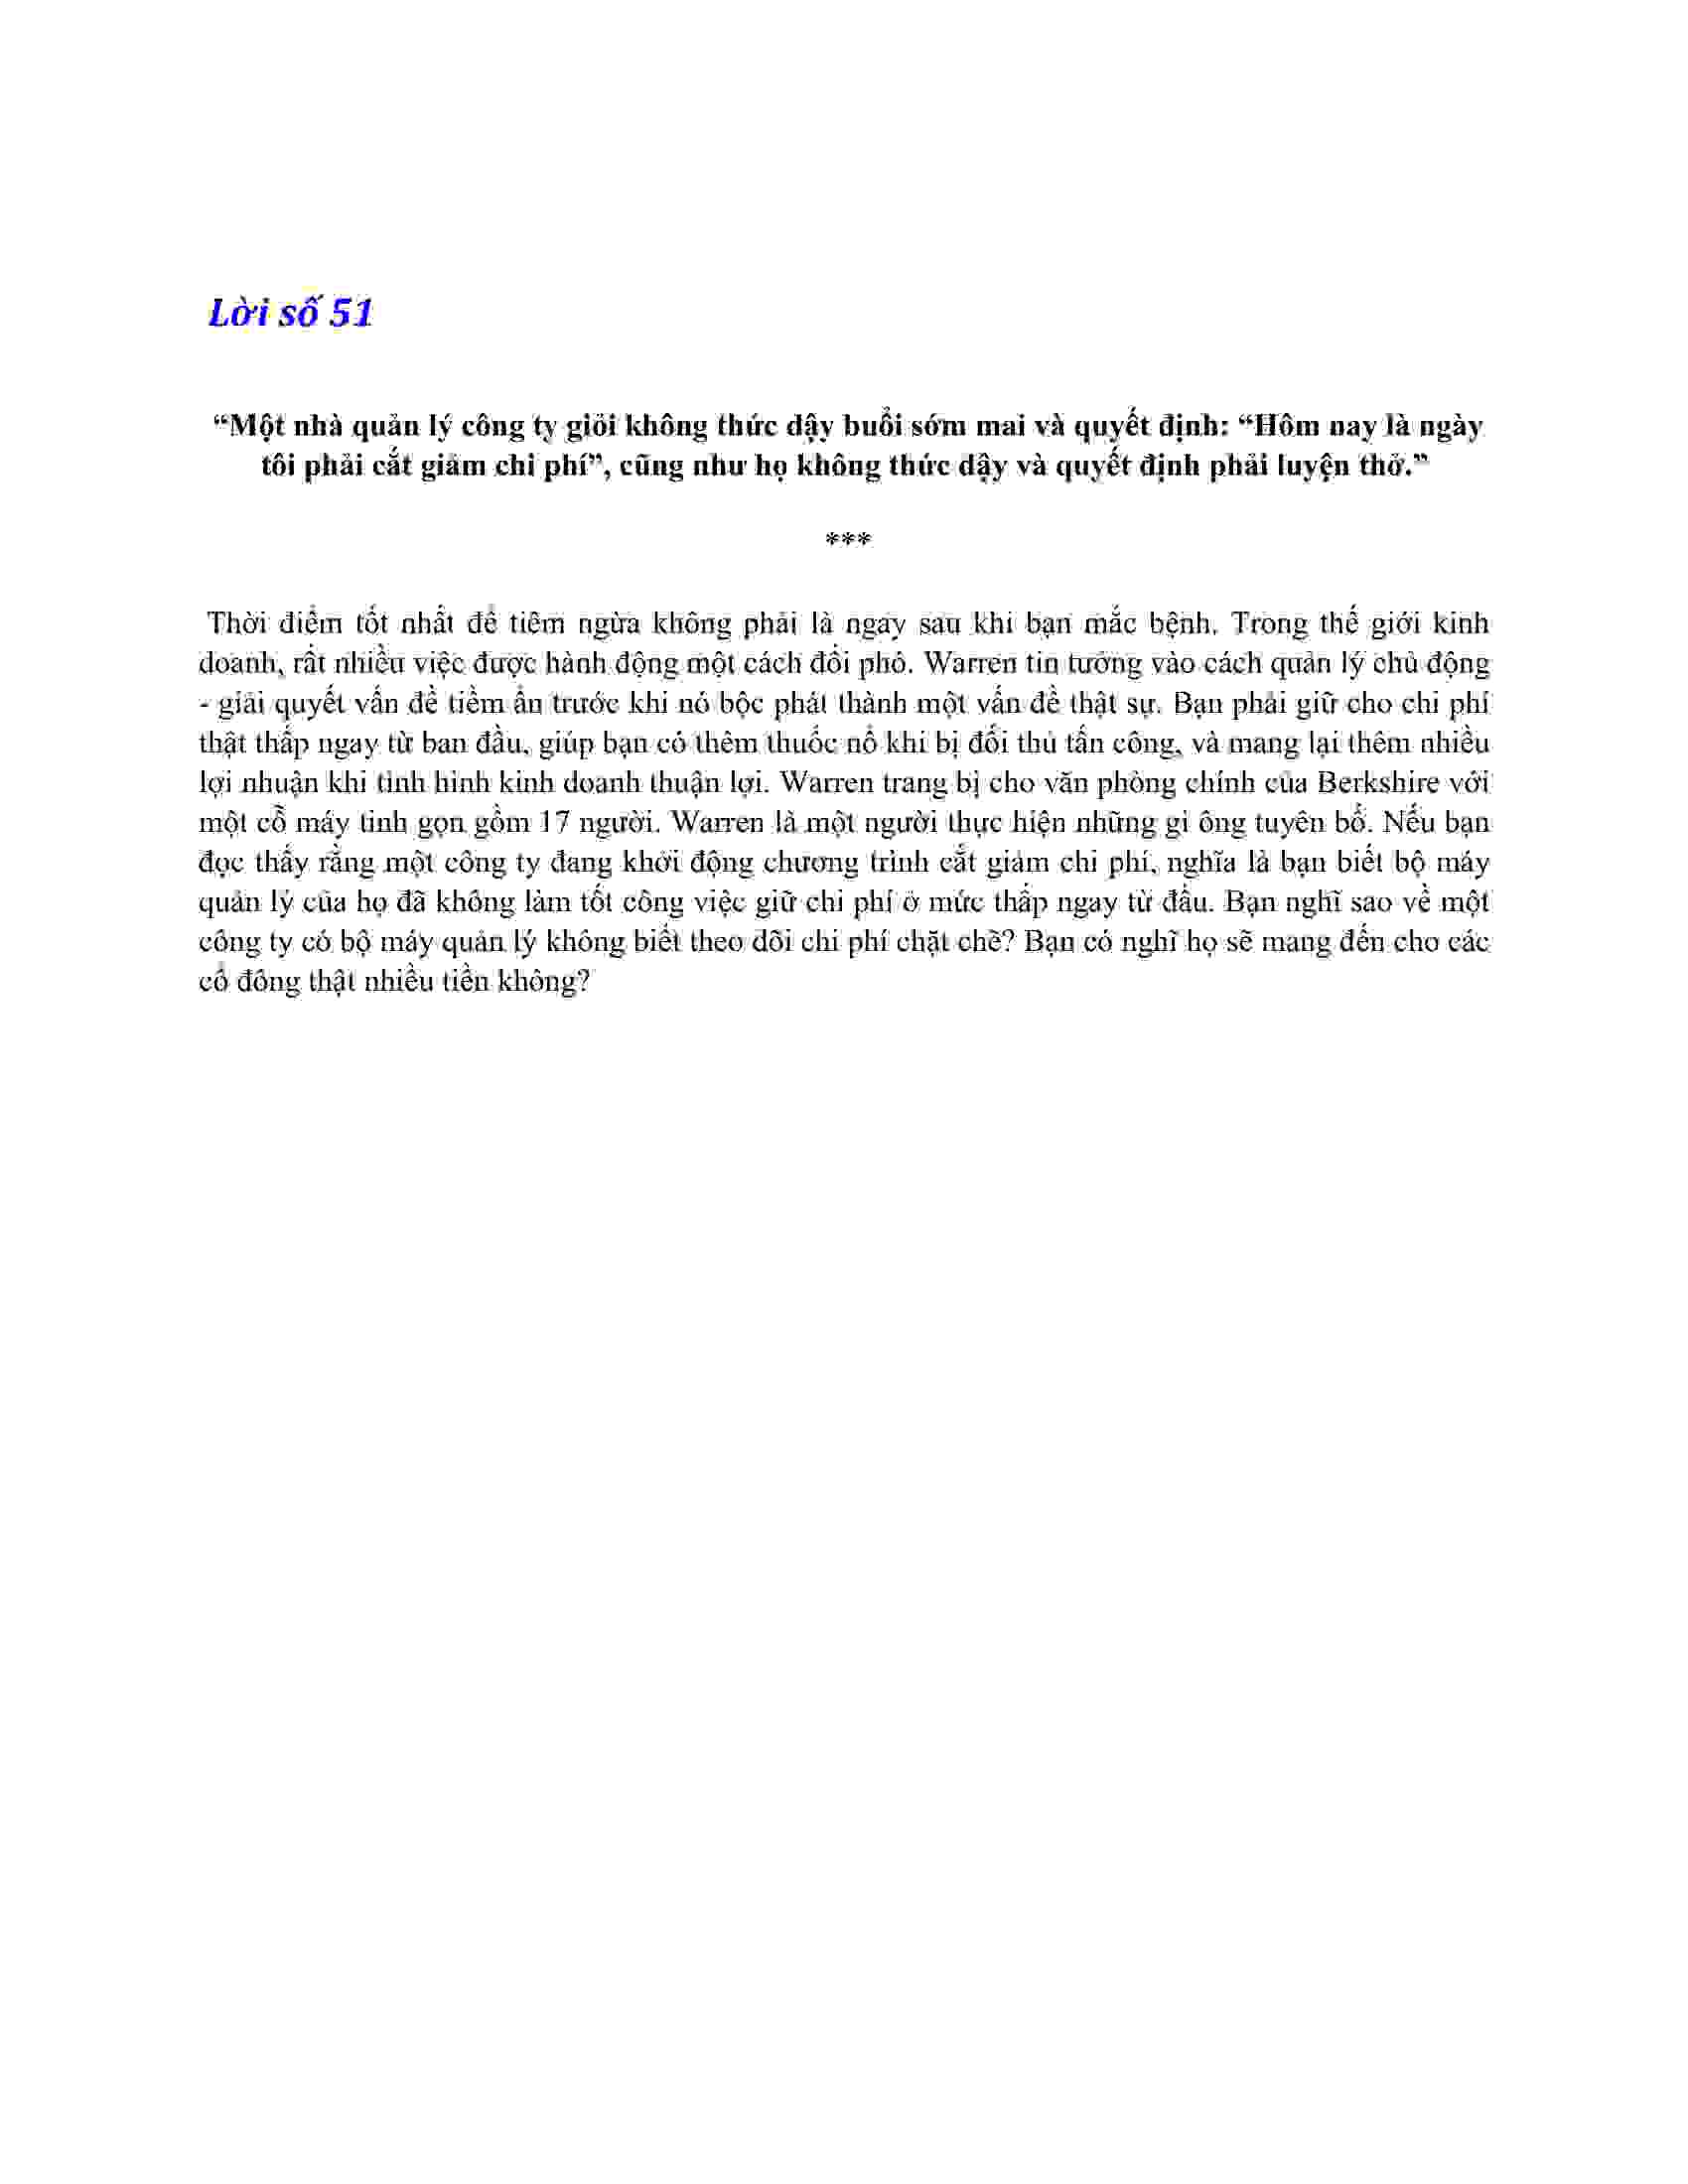 Lời số 51
“Một nhà quản lý công ty giỏi không thức dậy buổi sớm mai và quyết định: “Hôm nay là ngày
tôi phải cắt giảm chi phí”, cũng như họ không thức dậy và quyết định phải luyện thở.”
***
Thời điểm tốt nhất để tiêm ngừa không phải là ngay sau khi bạn mắc bệnh. Trong thế giới kinh
doanh, rất nhiều việc được hành động một cách đối phó. Warren tin tưởng vào cách quản lý chủ động
- giải quyết vấn đề tiềm ẩn trước khi nó bộc phát thành một vấn đề thật sự. Bạn phải giữ cho chi phí
thật thấp ngay từ ban đầu, giúp bạn có thêm thuốc nổ khi bị đối thủ tấn công, và mang lại thêm nhiều
lợi nhuận khi tình hình kinh doanh thuận lợi. Warren trang bị cho văn phòng chính của Berkshire với
một cỗ máy tinh gọn gồm 17 người. Warren là một người thực hiện những gì ông tuyên bố. Nếu bạn
đọc thấy rằng một công ty đang khởi động chương trình cắt giảm chi phí, nghĩa là bạn biết bộ máy
quản lý của họ đã không làm tốt công việc giữ chi phí ở mức thấp ngay từ đầu. Bạn nghĩ sao về một
công ty có bộ máy quản lý không biết theo dõi chi phí chặt chẽ? Bạn có nghĩ họ sẽ mang đến cho các
cổ đông thật nhiều tiền không?